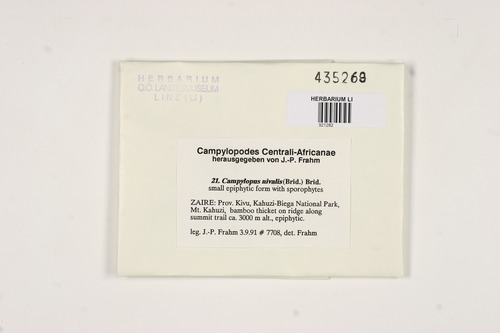 HERBARIUM
O.Ö. LANDESMUSEUM
LINZ (LI)
435268
HERBARIUM LI
Campylopodes Centrali-Africanae
herausgegeben von J.-P. Frahm
21. Campylopus nivalis (Brid.) Brid.
small epiphytic form with sporophytes
ZAIRE: Prov. Kivu, Kahuzi-Biega National Park,
Mt. Kahuzi, bamboo thicket on ridge along
summit trail ca. 3000 m alt., epiphytic.
leg. J.-P. Frahm 3.9.91 # 7708, det. Frahm